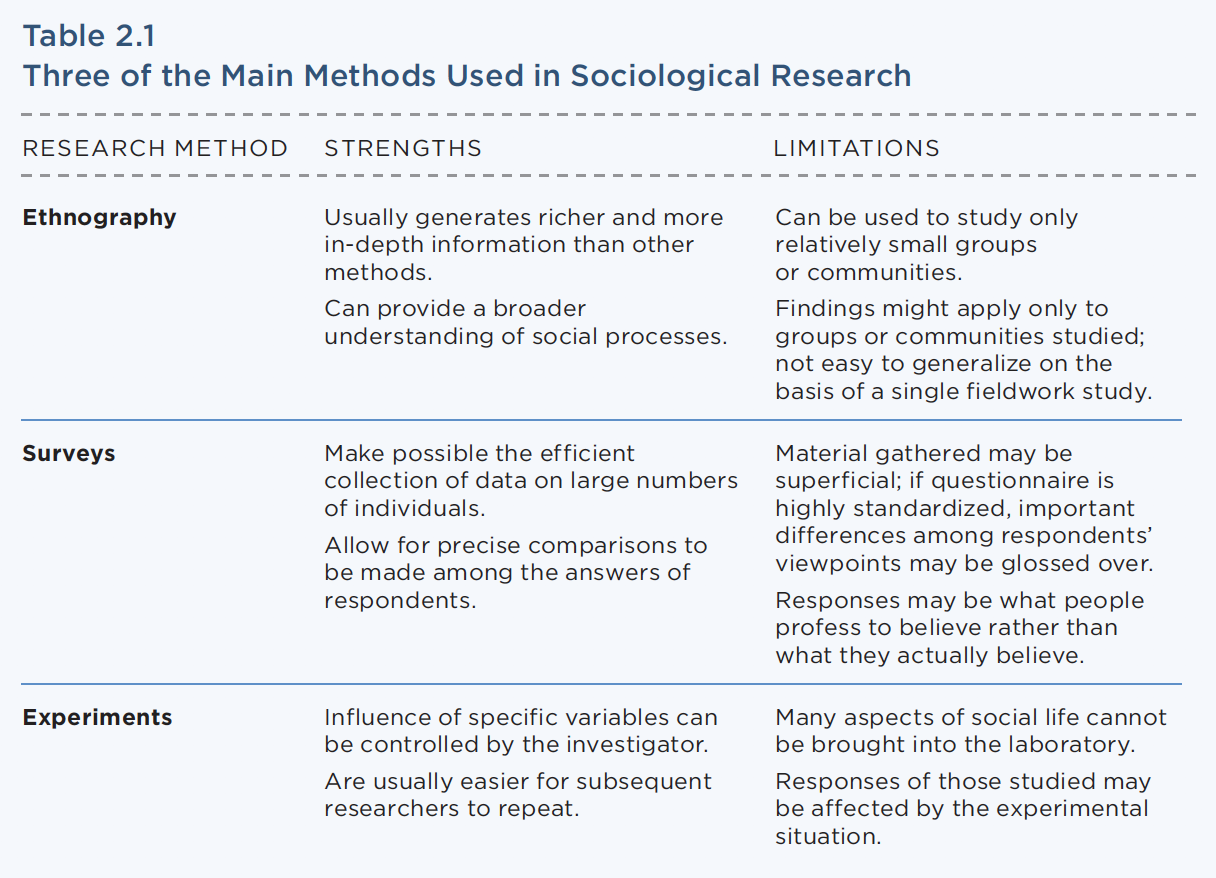 Table 2.1
Three of the Main Methods Used in Sociological Research
RESEARCH METHOD STRENGTHS LIMITATIONS
Ethnography
Usually generates richer and more
in-depth information than other
methods.
Can provide a broader
understanding of social processes.
Can be used to study only
relatively small groups
or communities.
Findings might apply only to
groups or communities studied;
not easy to generalize on the
basis of a single fieldwork study.
Surveys
Make possible the efficient
collection of data on large numbers
of individuals.
Allow for precise comparisons to
be made among the answers of
respondents.
Material gathered may be
superficial; if questionnaire is
highly standardized, important
differences among respondents’
viewpoints may be glossed over.
Responses may be what people
profess to believe rather than
what they actually believe.
Experiments
Influence of specific variables can
be controlled by the investigator.
Are usually easier for subsequent
researchers to repeat.
Many aspects of social life cannot
be brought into the laboratory.
Responses of those studied may
be affected by the experimental
situation.